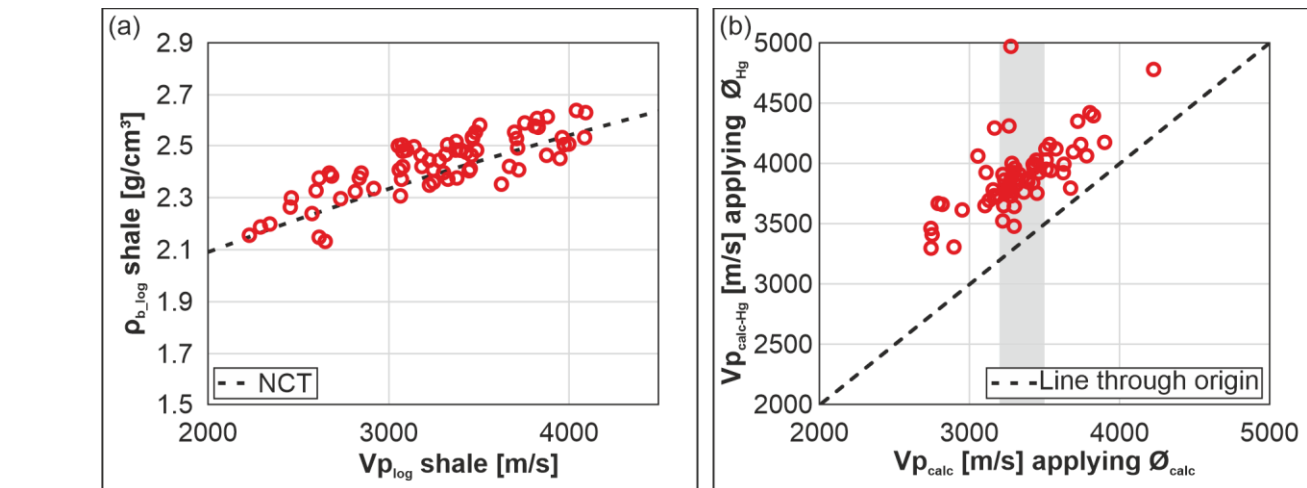 (a)
2.9
2.7
2.5
2.3
2.1
1.9
1.7
1.5
ρb_log shale [g/cm³]
NCT
2000
3000
4000
Vplog shale [m/s]
(b)
5000
4500
4000
3500
3000
2500
2000
Vpcalc-Hg [m/s] applying ØHg
Line through origin
2000
3000
4000
5000
Vpcalc [m/s] applying Øcalc